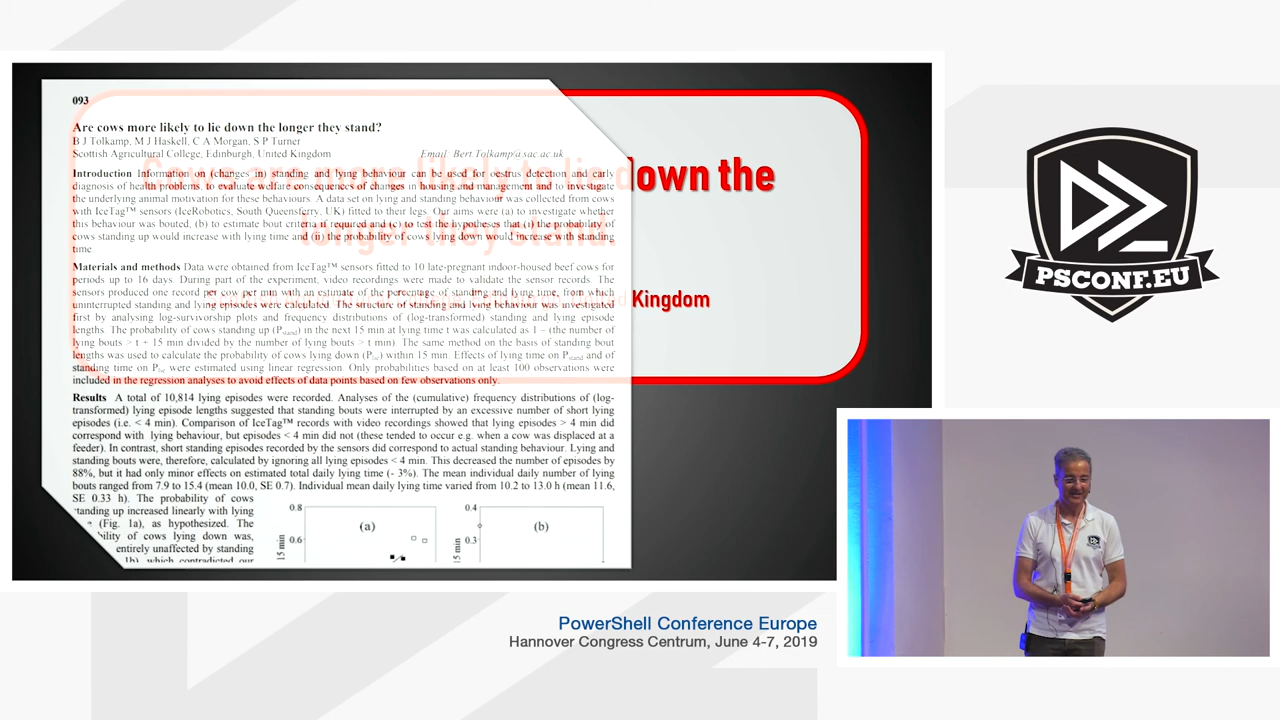 093
Are cows more likely to lie down the longer they stand?
B J Tolkamp, M J Haskell, C A Morgan, S P Turner
Scottish Agricultural College, Edinburgh, United Kingdom Email Bert.Tolkamp@sac.ac.uk
Introduction Information on (changes in) standing and lying behaviour can be used for oestrus detection and early
diagnosis of health problems, to evaluate welfare consequences of changes in housing and management and to investigate
the underlying animal motivation for these behaviours. A data set on lying and standing behaviour was collected from cows
with IceTag™ sensors (IceRobotics, South Queensferry, UK) fitted to their legs. Our aims were (a) to investigate whether
this behaviour was bouted, (b) to estimate bout criteria if required and (c) to test the hypotheses that (i) the probability of
cows standing up would increase with lying time and (ii) the probability of cows lying down would increase with standing
time
Materials and methods Data were obtained from IceTag™ sensors fitted to 10 late-pregnant indoor-housed beef cows for
periods up to 16 days. During part of the experiment, video recordings were made to validate the sensor records. The
sensors produced one record per cow per min with an estimate of the percentage of standing and lying time, from which
uninterrupted standing and lying episodes were calculated. The structure of standing and lying behaviour was investigated
first by analysing log-survivorship plots and frequency distributions of (log-transformed) standing and lying episode
lengths. The probability of cows standing up (Pstand) in the next 15 min at lying time t was calculated as 1 – (the number of
lying bouts > t + 15 min divided by the number of lying bouts > t min). The same method on the basis of standing bout
lengths was used to calculate the probability of cows lying down (Plie) within 15 min. Effects of lying time on Pstand and of
standing time on Plie were estimated using linear regression. Only probabilities based on at least 100 observations were
included in the regression analyses to avoid effects of data points based on few observations only.
Results A total of 10,814 lying episodes were recorded. Analyses of the (cumulative) frequency distributions of (log-
transformed) lying episode lengths suggested that standing bouts were interrupted by an excessive number of short lying
episodes (i.e. < 4 min). Comparison of IceTag™ records with video recordings showed that lying episodes > 4 min did
correspond with lying behaviour, but episodes < 4 min did not (these tended to occur e.g. when a cow was displaced at a
feeder). In contrast, short standing episodes recorded by the sensors did correspond to actual standing behaviour. Lying and
standing bouts were, therefore, calculated by ignoring all lying episodes < 4 min. This decreased the number of episodes by
88%, but it had only minor effects on estimated total daily lying time (- 3%). The mean individual daily number of lying
bouts ranged from 7.9 to 15.4 (mean 10.0, SE 0.7). Individual mean daily lying time varied from 10.2 to 13.0 h (mean 11.6,
SE 0.33 h). The probability of cows
standing up increased linearly with lying
(Fig. 1a), as hypothesized. The
bility of cows lying down was,
entirely unaffected by standing
1b), which contradicted our
0.8
0.6
15 min
(a)
0.4
0.3
15 min
(b)
Cows are more likely to lie down the
longer they stand.
Kingdom
PSCONF.EU
PowerShell Conference Europe
Hannover Congress Centrum, June 4-7, 2019